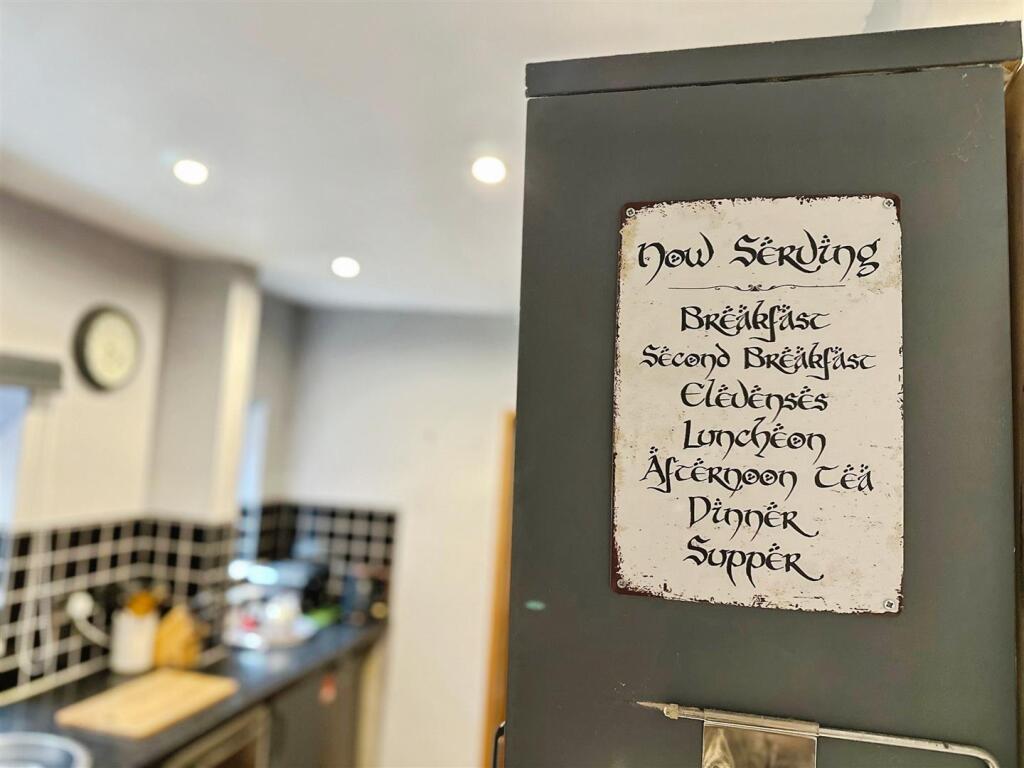 Now Serving
Breakfast
Second Breakfast
Elevenses
Luncheon
Afternoon Tea
Dinner
Supper